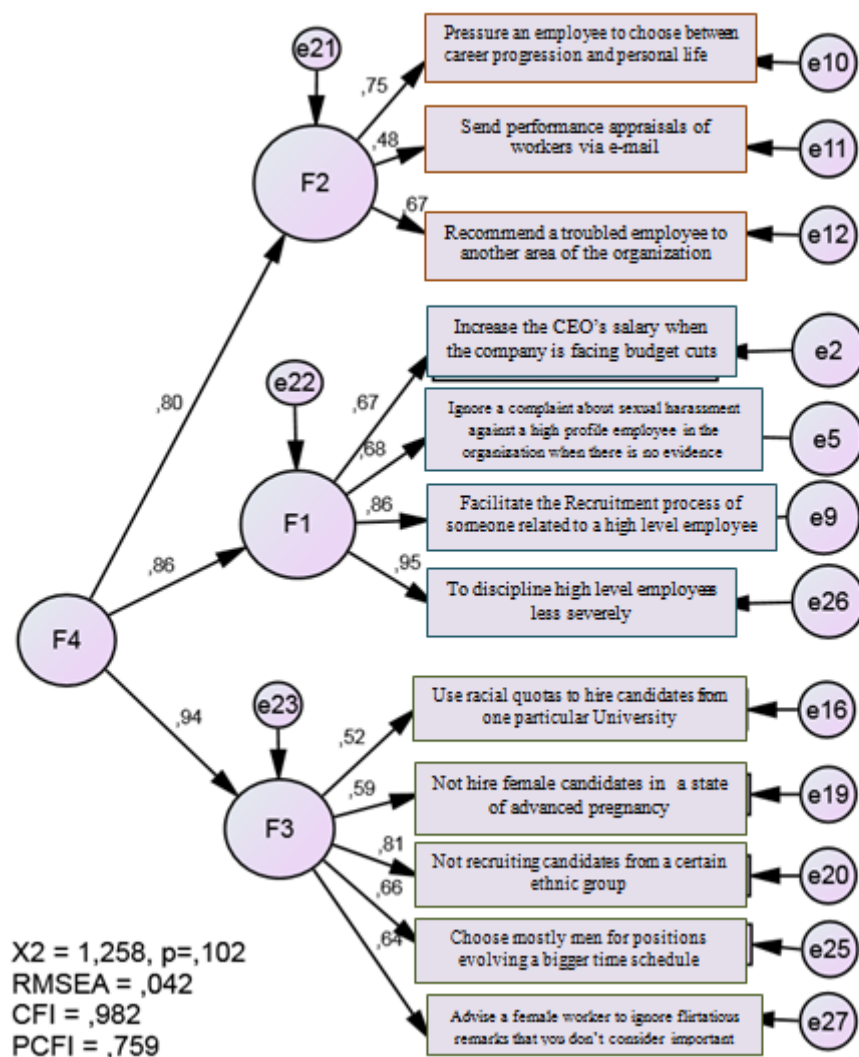 e21
Pressure an employee to choose between
career progression and personal life
e10
,75
Send performance appraisals of
workers via e-mail
e11
,48
F2
,67
Recommend a troubled employee to
another area of the organization
e12
,80
Increase the CEO's salary when
the company is facing budget cuts
e2
e22
,67
Ignore a complaint about sexual harassment
against a high profile employee in the
organization when there is no evidence
e5
,68
F1
,86
Facilitate the Recruitment process of
someone related to a high level employee
e9
,86
,95
To discipline high level employees
less severely
e26
F4
,94
e23
Use racial quotas to hire candidates from
one particular University
e16
,52
Not hire female candidates in a state
of advanced pregnancy
e19
,59
F3
,81
Not recruiting candidates from a certain
ethnic group
e20
,66
Choose mostly men for positions
evolving a bigger time schedule
e25
,64
Advise a female worker to ignore flirtatious
remarks that you don't consider important
e27
X2 = 1,258, p=,102
RMSEA = ,042
CFI = ,982
PCFI = ,759